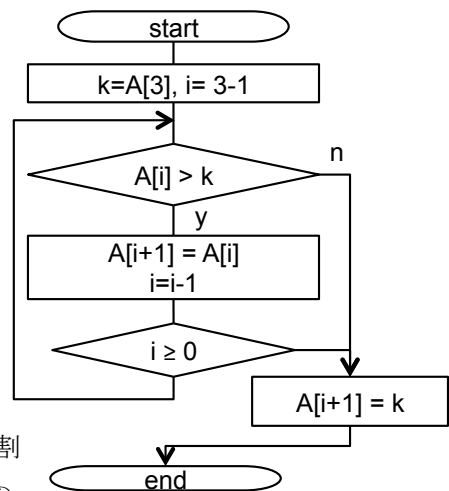 start
k=A[3], i= 3-1
A[i] > k
n
y
A[i+1] = A[i]
i=i-1
i ≥ 0
A[i+1] = k
割
end